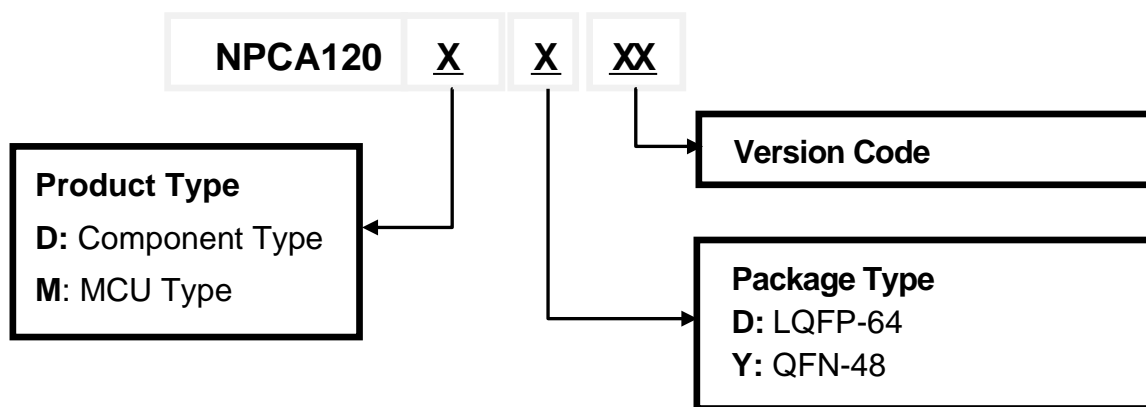 NPCA120 X X XX
Version Code
Product Type
D: Component Type
M: MCU Type
Package Type
D: LQFP-64
Y: QFN-48